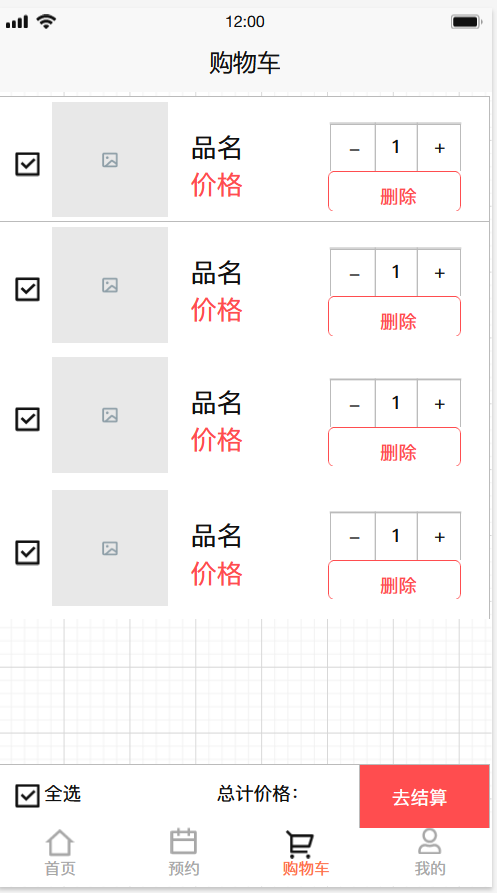 12:00
购物车
品名
价格
– 1 +
删除
品名
价格
– 1 +
删除
品名
价格
– 1 +
删除
品名
价格
– 1 +
删除
全选 总计价格： 去结算
首页 预约 购物车 我的